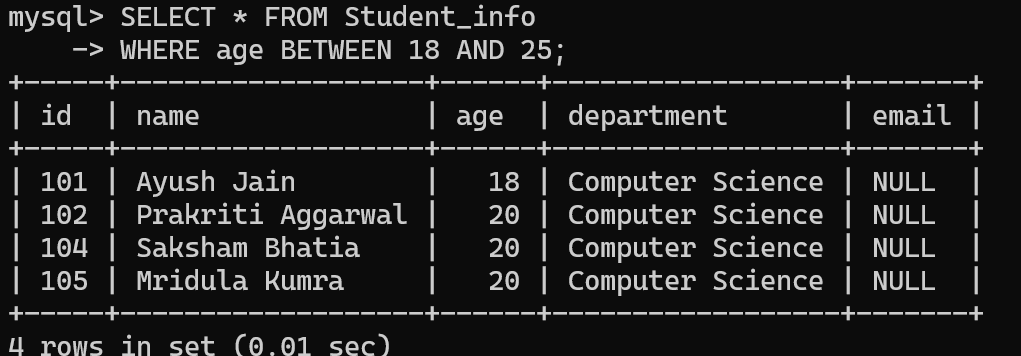 mysql> SELECT * FROM Student_info
    -> WHERE age BETWEEN 18 AND 25;
+-----+-------------------+------+------------------+-------+
| id  | name              | age  | department       | email |
+-----+-------------------+------+------------------+-------+
| 101 | Ayush Jain        |   18 | Computer Science | NULL  |
| 102 | Prakriti Aggarwal |   20 | Computer Science | NULL  |
| 104 | Saksham Bhatia    |   20 | Computer Science | NULL  |
| 105 | Mridula Kumra     |   20 | Computer Science | NULL  |
+-----+-------------------+------+------------------+-------+
4 rows in set (0.01 sec)